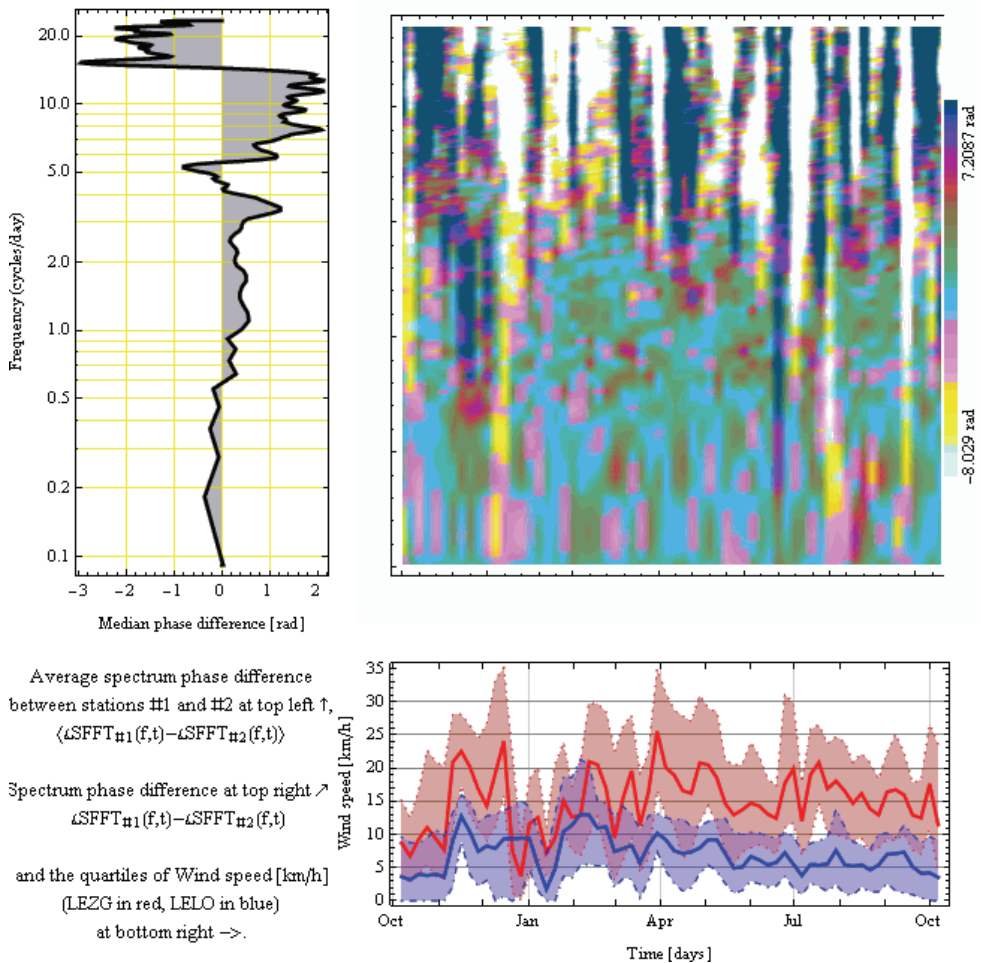 20.0
10.0
5.0
2.0
1.0
0.5
0.2
0.1
Frequency (cycles/day)
−3 −2 −1 0 1 2
Median phase difference [rad]
7.2087 rad
−8.029 rad
Average spectrum phase difference
between stations #1 and #2 at top left ↑,
⟨∡SFFT#1(f,t)−∡SFFT#2(f,t)⟩
Spectrum phase difference at top right ↗
∡SFFT#1(f,t)−∡SFFT#2(f,t)
and the quartiles of Wind speed [km/h]
(LEZG in red, LELO in blue)
at bottom right −>.
35
30
25
20
15
10
5
0
Wind speed [km/h]
Oct Jan Apr Jul Oct
Time [days]